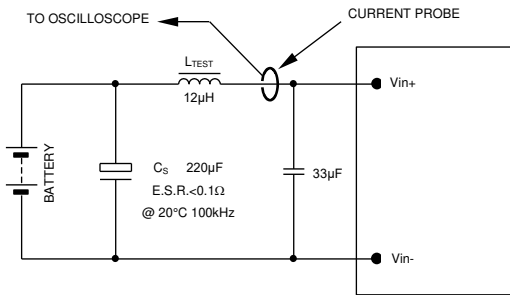 TO OSCILLOSCOPE
CURRENT PROBE
LTEST
12µH
Vin+
BATTERY
CS 220µF
E.S.R.<0.1Ω
@ 20°C 100kHz
33µF
Vin-